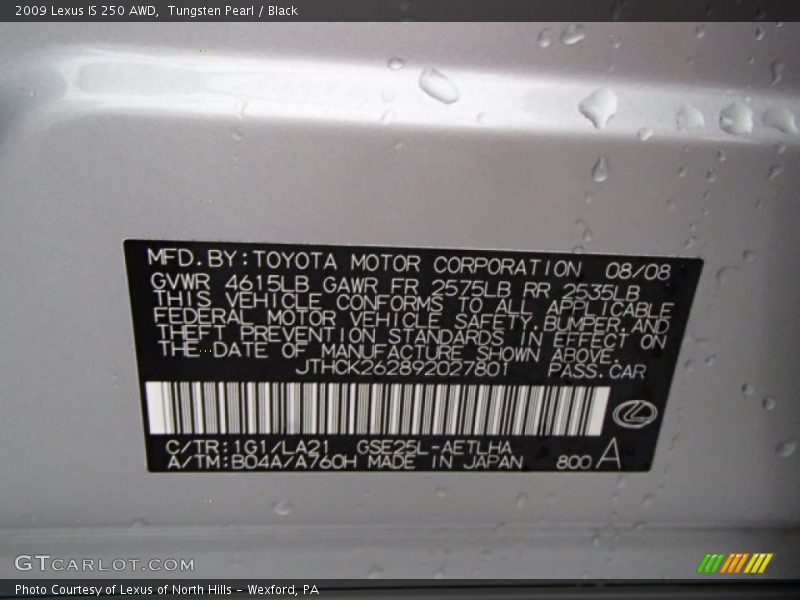 2009 Lexus IS 250 AWD,  Tungsten Pearl / Black
MFD.BY:TOYOTA MOTOR CORPORATION 08/08
GVWR 4615LB GAWR FR 2575LB RR 2535LB
THIS VEHICLE CONFORMS TO ALL APPLICABLE
FEDERAL MOTOR VEHICLE SAFETY,BUMPER,AND
THEFT PREVENTION STANDARDS IN EFFECT ON
THE DATE OF MANUFACTURE SHOWN ABOVE.
JTHCK262892027801 PASS.CAR
C/TR:1G1/LA21 GSE25L-AETLHA
A/TM:B04A/A760H MADE IN JAPAN 800 A
GTCARLOT.COM
Photo Courtesy of Lexus of North Hills – Wexford, PA